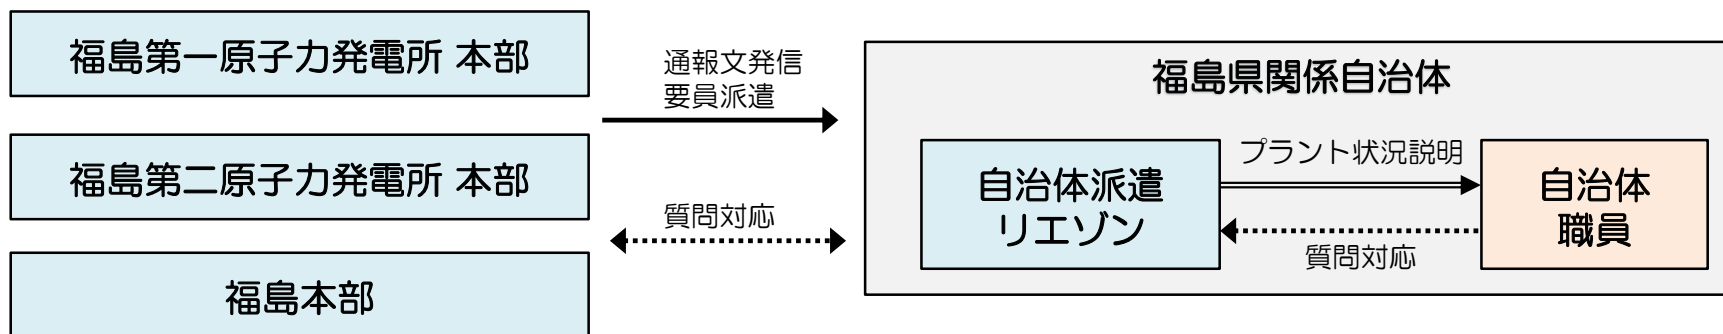 福島第一原子力発電所 本部
福島第二原子力発電所 本部
福島本部
通報文発信
要員派遣
質問対応
福島県関係自治体
自治体派遣
リエゾン
プラント状況説明
質問対応
自治体
職員